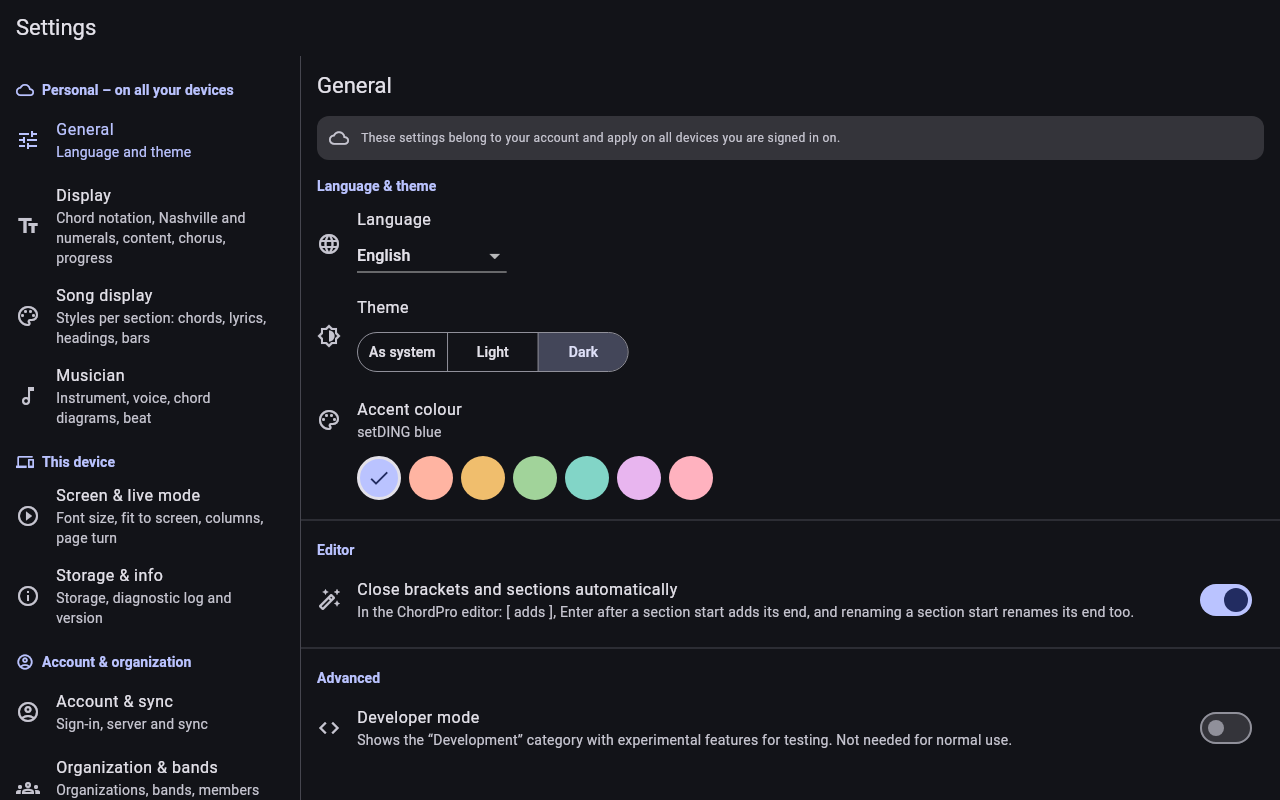 Settings
Personal – on all your devices
General
Language and theme
Display
Chord notation, Nashville and
numerals, content, chorus,
progress
Song display
Styles per section: chords, lyrics,
headings, bars
Musician
Instrument, voice, chord
diagrams, beat
This device
Screen & live mode
Font size, fit to screen, columns,
page turn
Storage & info
Storage, diagnostic log and
version
Account & organization
Account & sync
Sign-in, server and sync
Organization & bands
Organizations, bands, members
General
These settings belong to your account and apply on all devices you are signed in on.
Language & theme
Language
English
Theme
As system Light Dark
Accent colour
setDING blue
Editor
Close brackets and sections automatically
In the ChordPro editor: [ adds ], Enter after a section start adds its end, and renaming a section start renames its end too.
Advanced
Developer mode
Shows the “Development” category with experimental features for testing. Not needed for normal use.